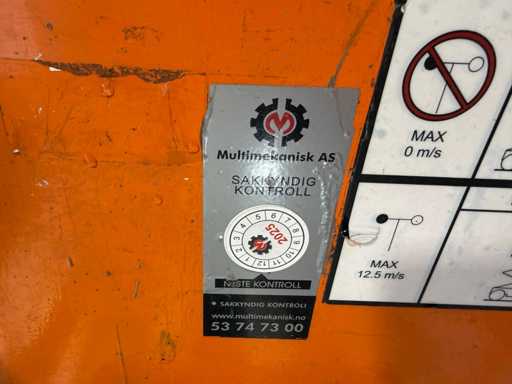 Multimekanisk AS
SAKKYNDIG
KONTROLL
1 2 3 4 5 6 7 8 9 10 11 12
2025
NESTE KONTROLL
SAKKYNDIG KONTROLL
www.multimekanisk.no
53 74 73 00
MAX
0 m/s
MAX
12.5 m/s